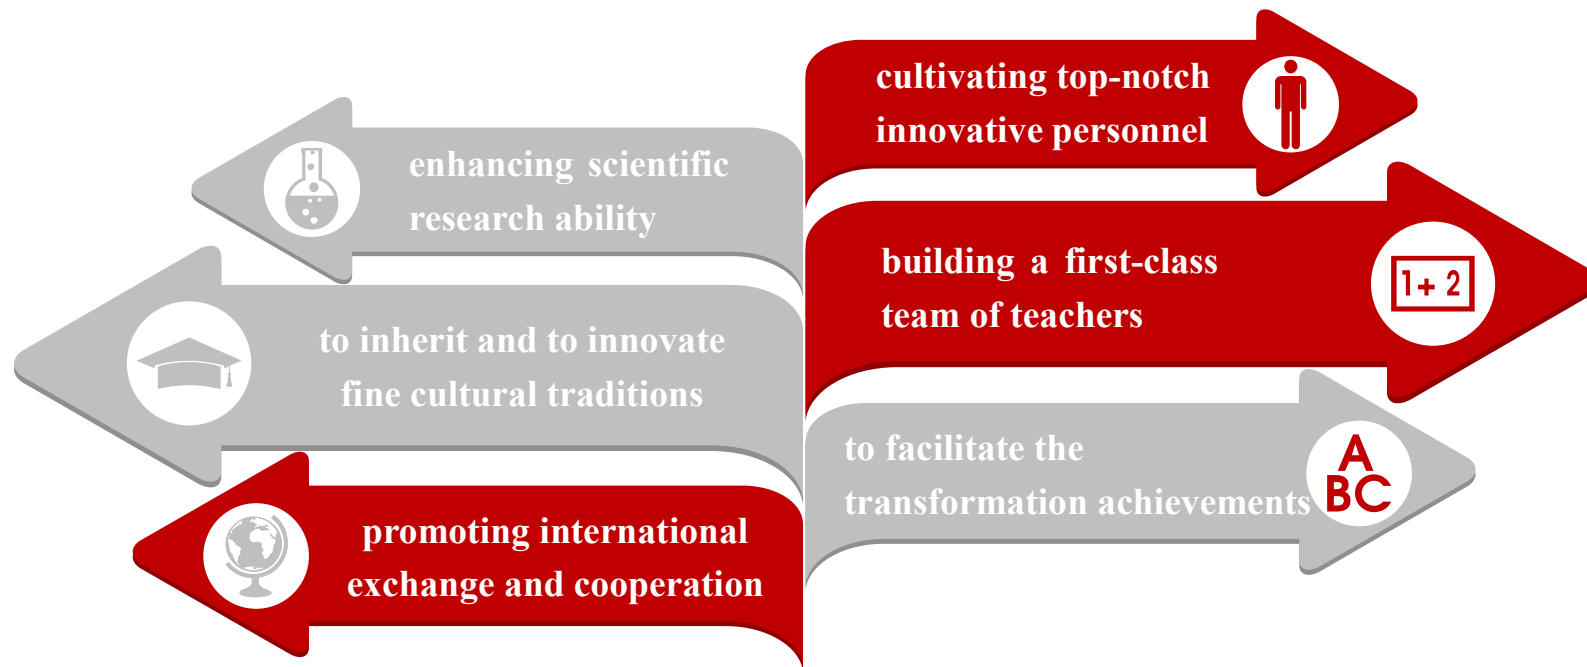 cultivating top-notch
innovative personnel
enhancing scientific
research ability
building a first-class
team of teachers
1+ 2
to inherit and to innovate
fine cultural traditions
to facilitate the
transformation achievements
A
BC
promoting international
exchange and cooperation